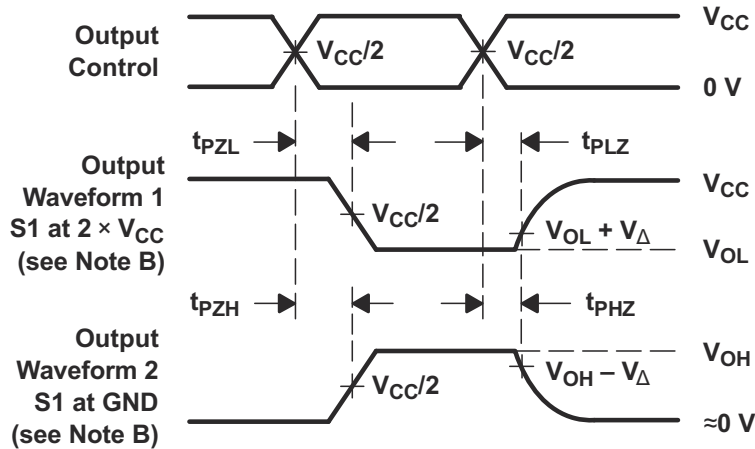 Output
Control
V_CC/2
V_CC/2
V_CC
0 V
t_PZL
t_PLZ
Output
Waveform 1
S1 at 2 × V_CC
(see Note B)
V_CC/2
V_CC
V_OL + V_Δ
V_OL
t_PZH
t_PHZ
Output
Waveform 2
S1 at GND
(see Note B)
V_CC/2
V_OH
V_OH – V_Δ
≈0 V